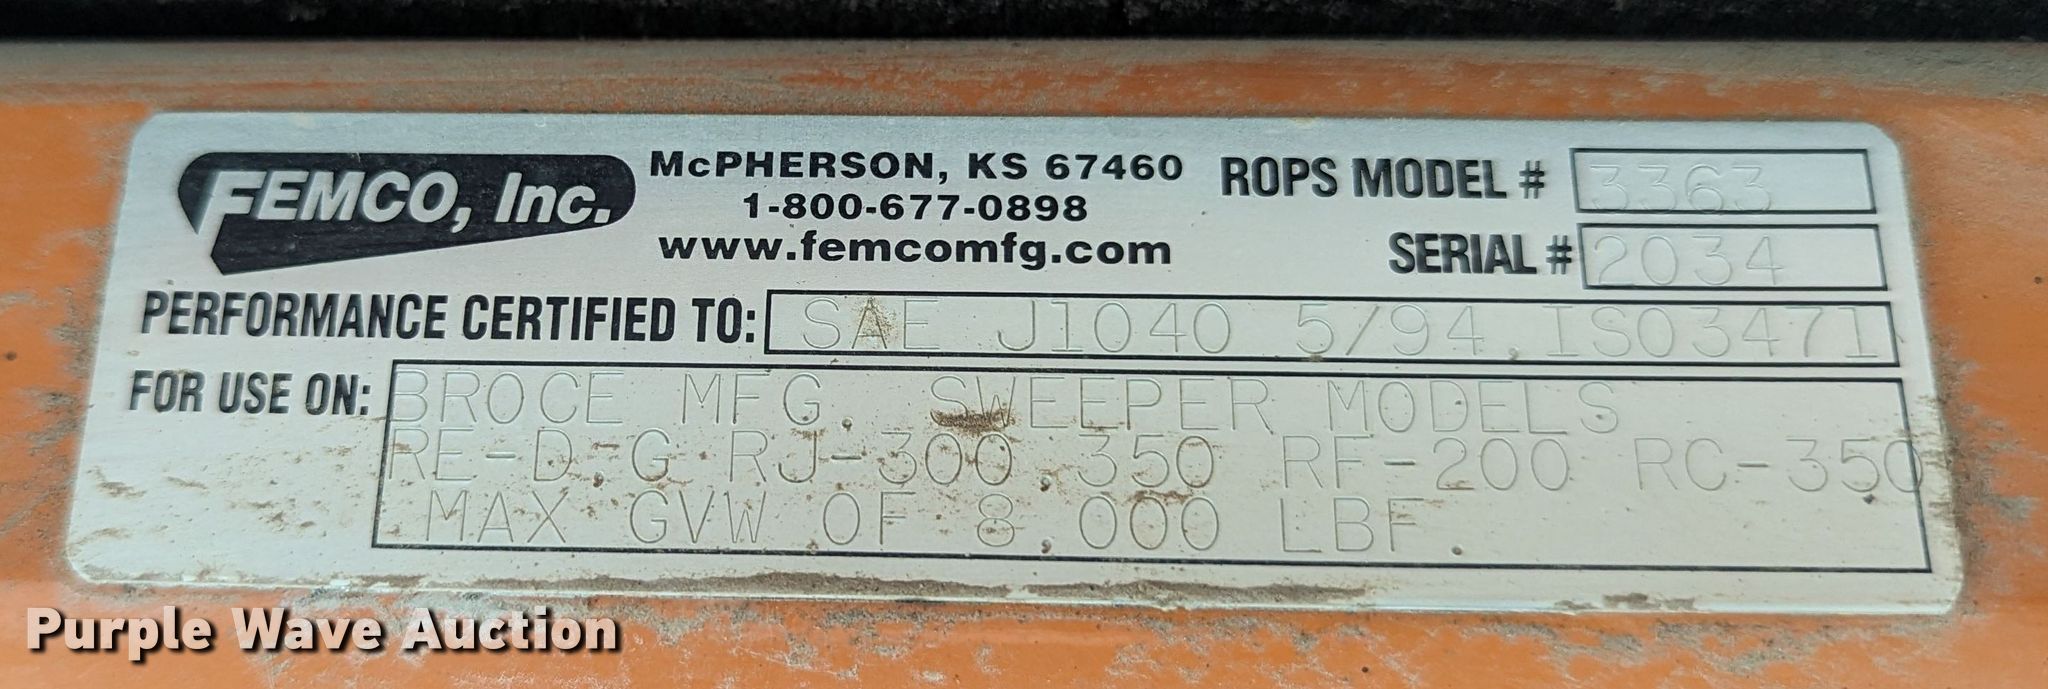 FEMCO, Inc.
McPHERSON, KS 67460
1-800-677-0898
www.femcomfg.com
ROPS MODEL # 3363
SERIAL # 2034
PERFORMANCE CERTIFIED TO: SAE J1040 5/94, ISO3471
FOR USE ON: BROCE MFG. SWEEPER MODELS
RE-D,G RJ-300,350 RF-200 RC-350
MAX GVW OF 8,000 LBF.
Purple Wave Auction